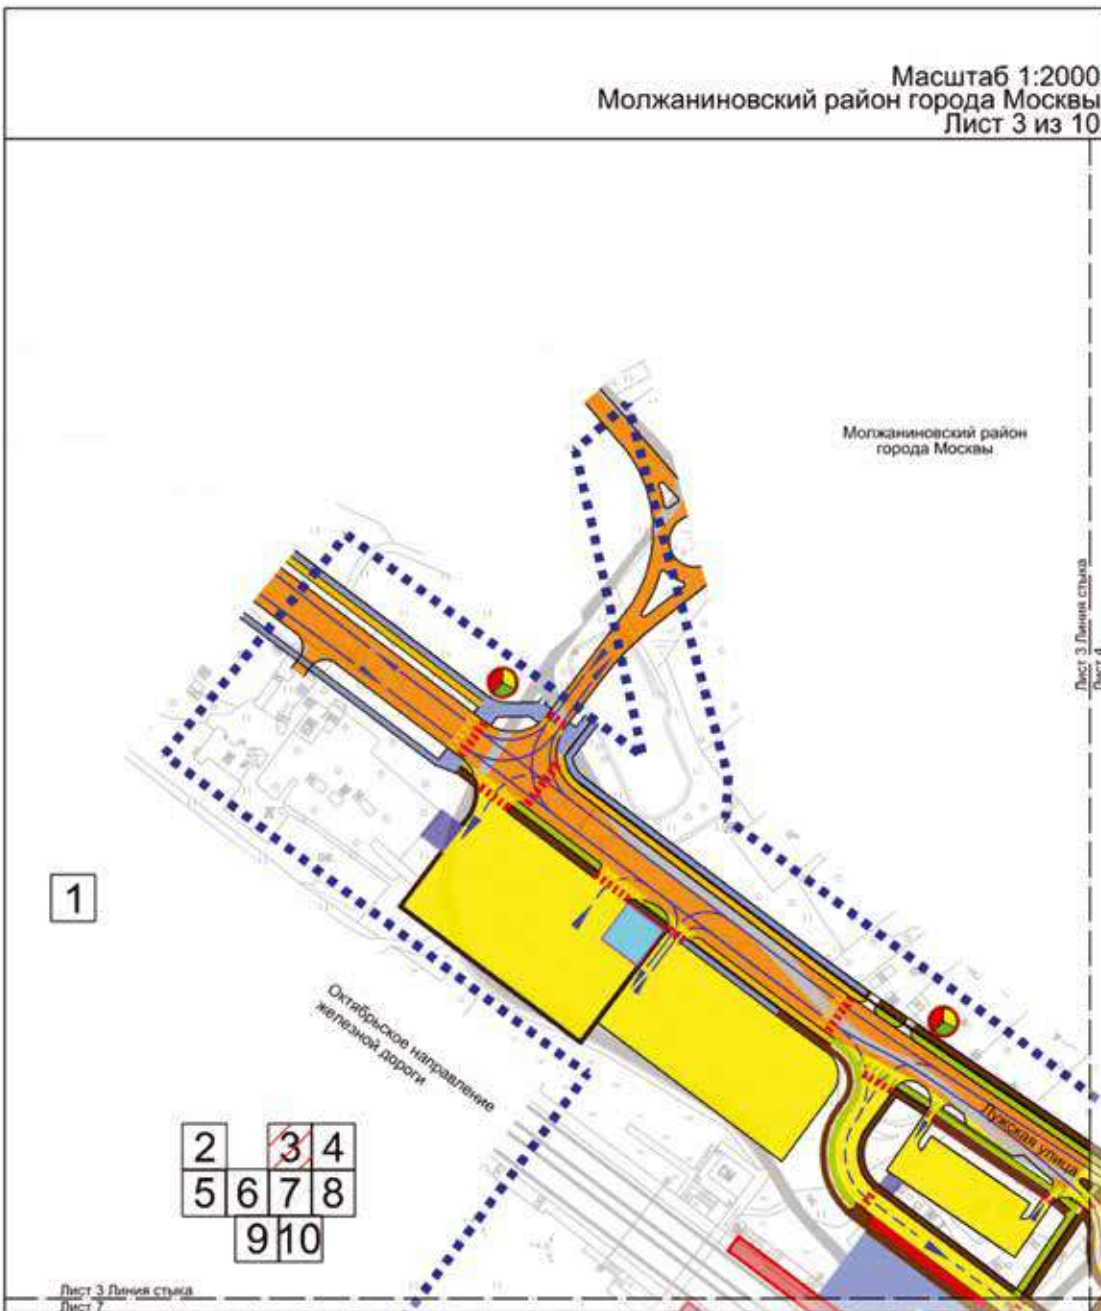 Масштаб 1:2000
Молжаниновский район города Москвы
Лист 3 из 10
Молжаниновский район
города Москвы
Лист 3 Линия стыка
Лист 4
1
Октябрьское направление
железной дороги
Лужская улица
2 3 4
5 6 7 8
9 10
Лист 3 Линия стыка
Лист 7